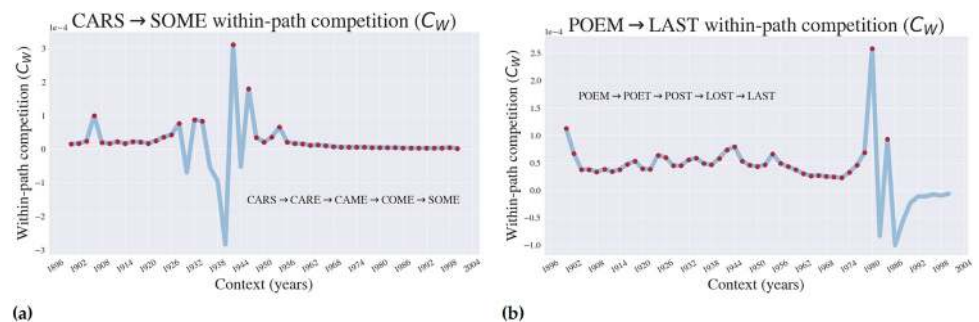 CARS → SOME within-path competition (C_W)
1e−4
Within-path competition (C_W)
3
2
1
0
−1
−2
−3
CARS→CARE→CAME→COME→SOME
1896 1902 1908 1914 1920 1926 1932 1938 1944 1950 1956 1962 1968 1974 1980 1986 1992 1998 2004
Context (years)
(a)
POEM → LAST within-path competition (C_W)
1e−4
Within-path competition (C_W)
2.5
2.0
1.5
1.0
0.5
0.0
−0.5
−1.0
POEM→POET→POST→LOST→LAST
1896 1902 1908 1914 1920 1926 1932 1938 1944 1950 1956 1962 1968 1974 1980 1986 1992 1998 2004
Context (years)
(b)